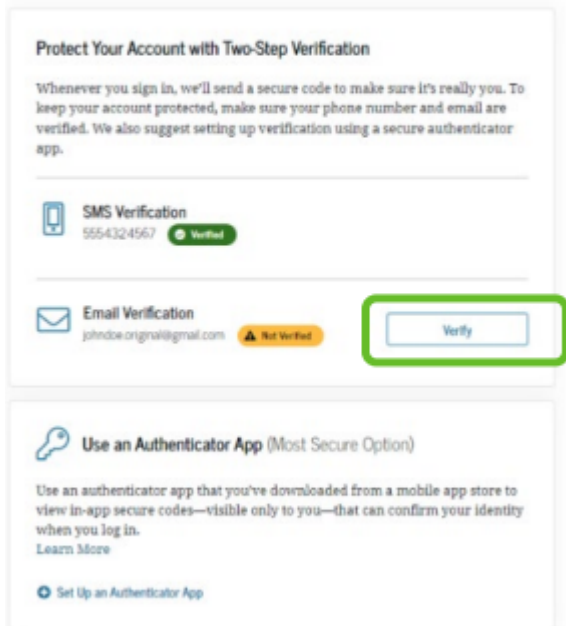 Protect Your Account with Two-Step Verification
Whenever you sign in, we'll send a secure code to make sure it's really you. To
keep your account protected, make sure your phone number and email are
verified. We also suggest setting up verification using a secure authenticator
app.
SMS Verification
5554324567 Verified
Email Verification
johndoe.original@gmail.com Not Verified
Verify
Use an Authenticator App (Most Secure Option)
Use an authenticator app that you've downloaded from a mobile app store to
view in-app secure codes—visible only to you—that can confirm your identity
when you log in.
Learn More
Set Up an Authenticator App